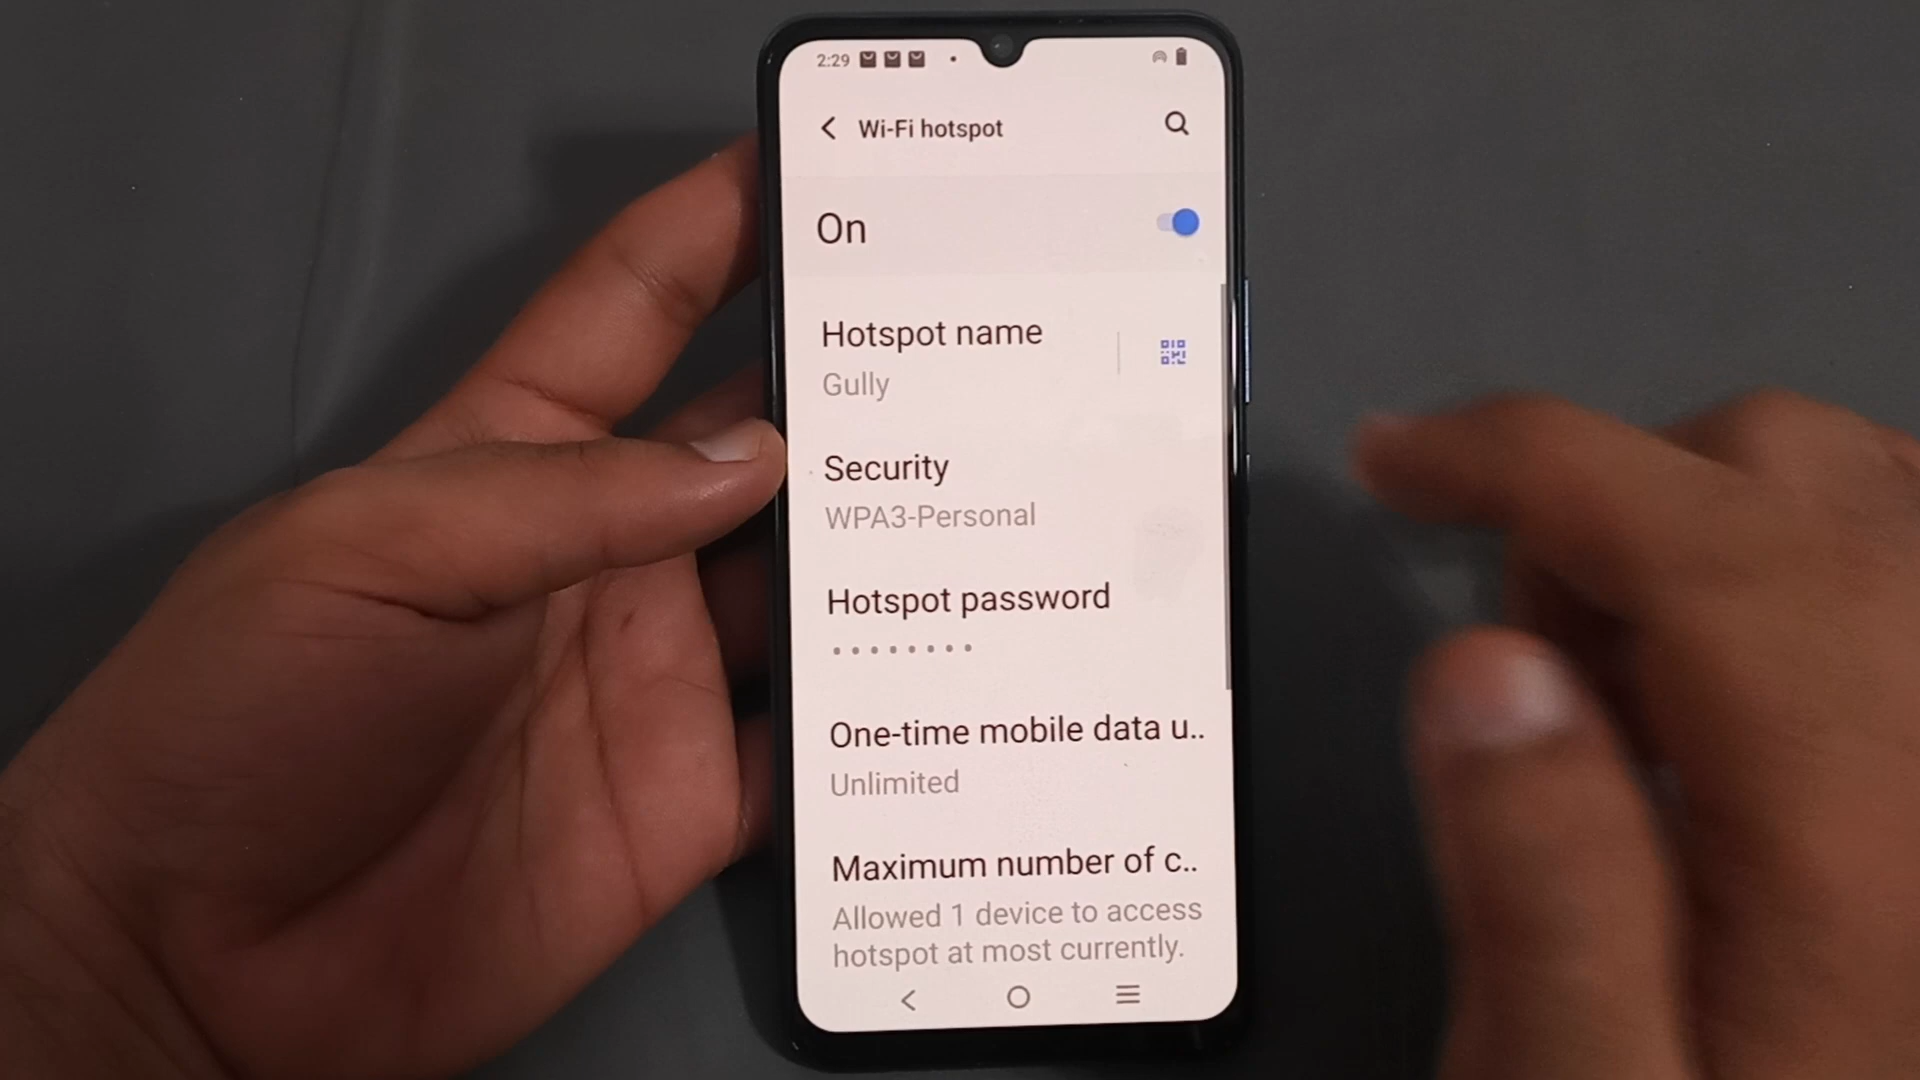 2:29
Wi-Fi hotspot
On
Hotspot name
Gully
Security
WPA3-Personal
Hotspot password
One-time mobile data u..
Unlimited
Maximum number of c..
Allowed 1 device to access
hotspot at most currently.